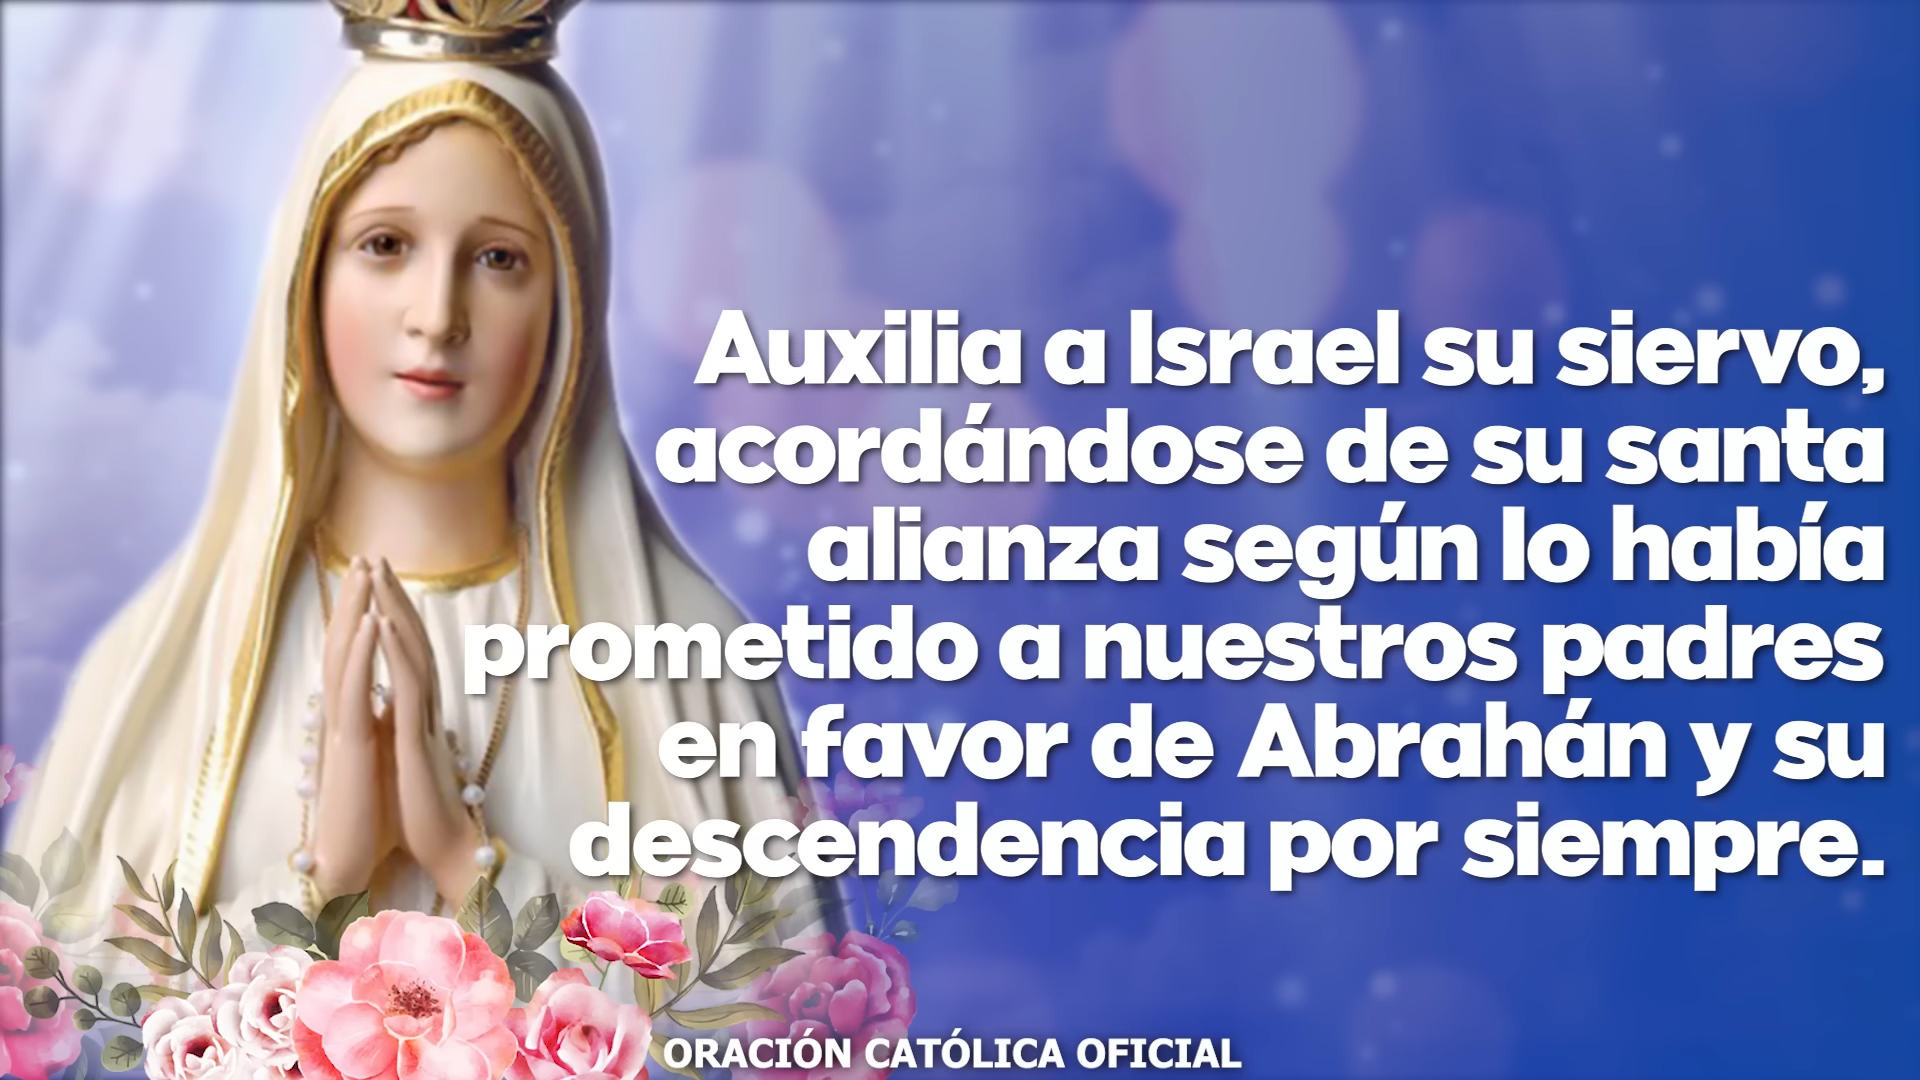 Auxilia a Israel su siervo,
acordándose de su santa
alianza según lo había
prometido a nuestros padres
en favor de Abrahán y su
descendencia por siempre.
ORACIÓN CATÓLICA OFICIAL